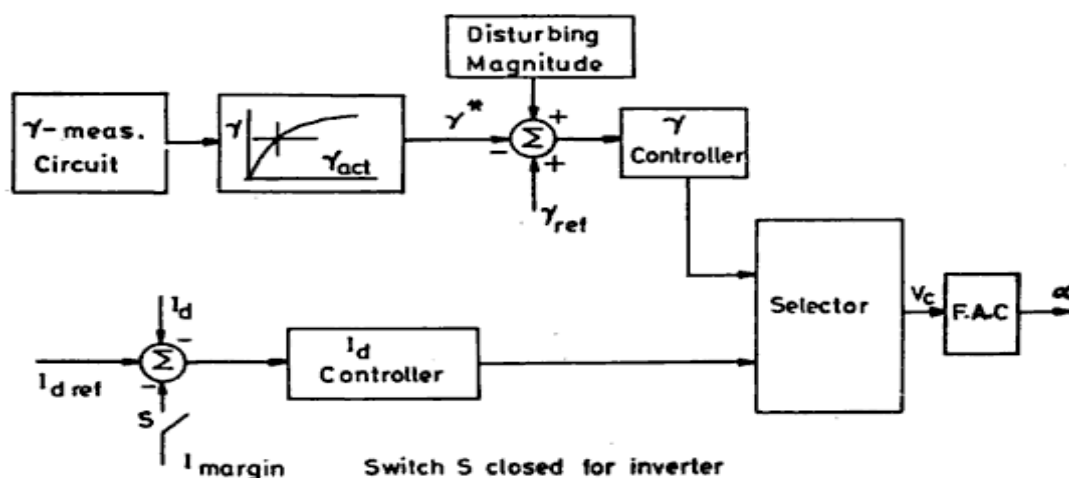 Disturbing
Magnitude
γ-meas.
Circuit
γ
γact
γ*
Σ
+
-
+
γref
γ
Controller
Selector
Vc
F.A.C
α
Id
-
Σ
Id ref
-
S
Imargin
Id
Controller
Switch S closed for inverter